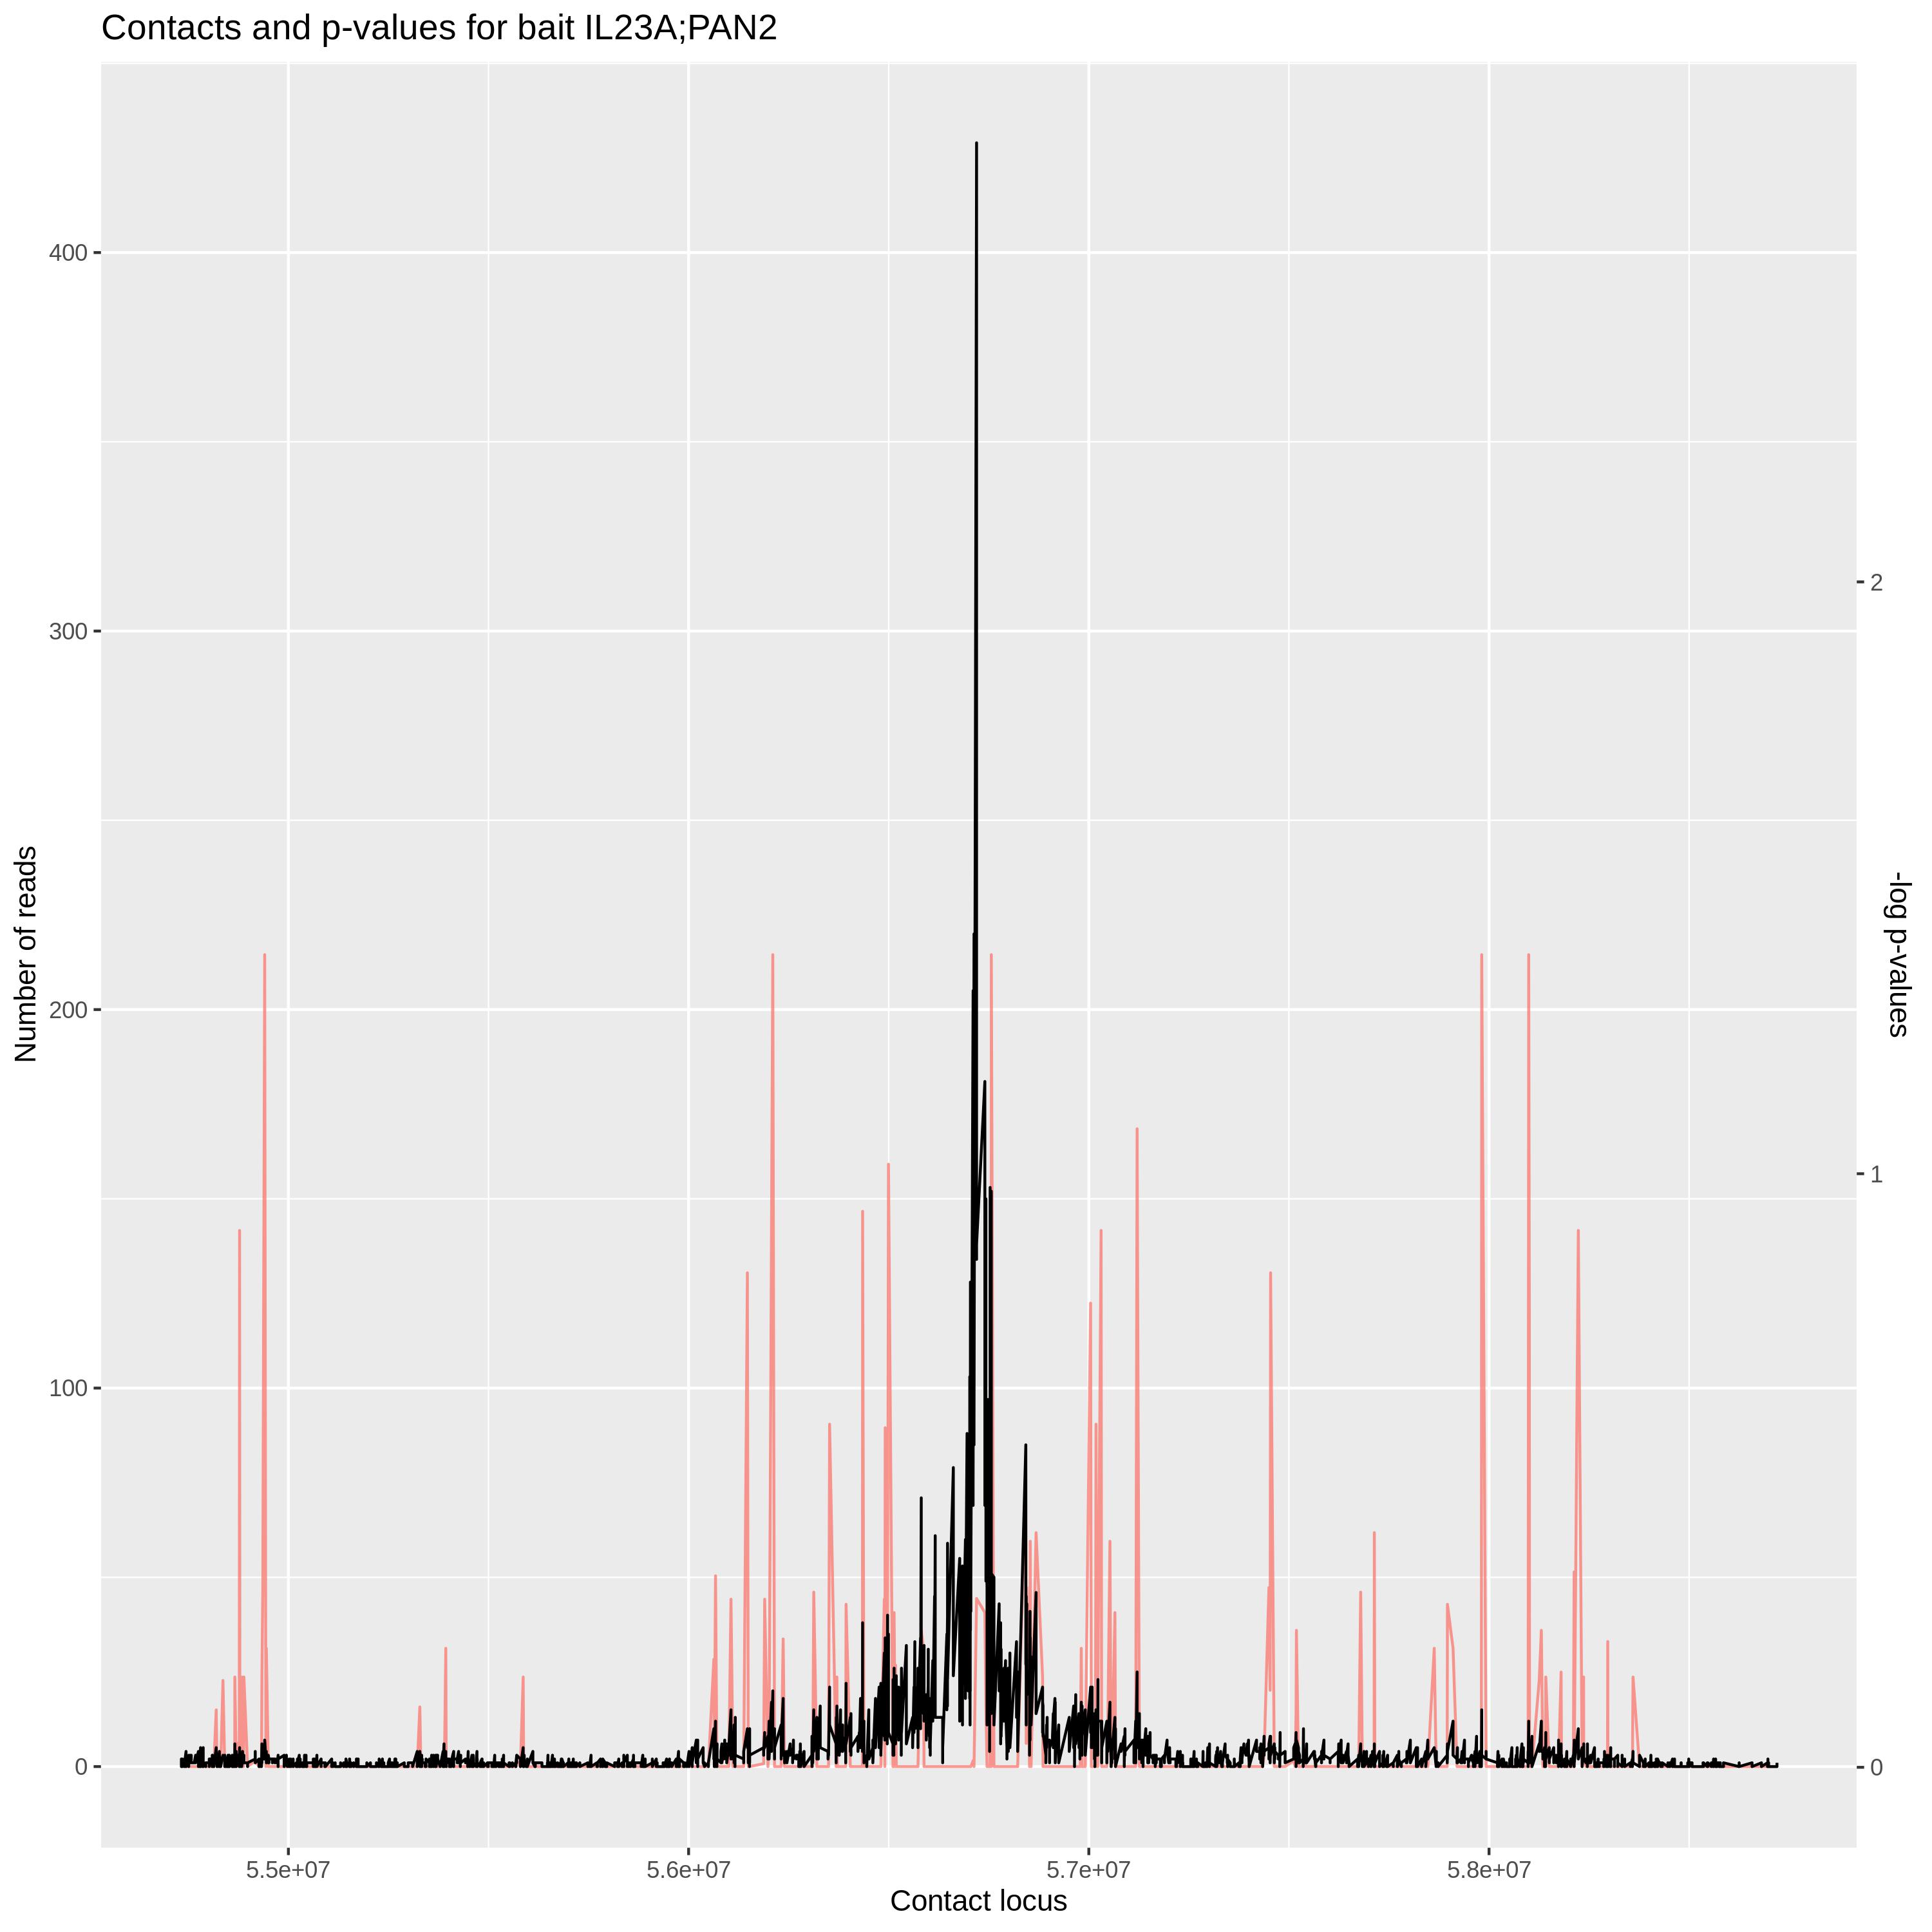 Contacts and p-values for bait IL23A;PAN2
Number of reads
400
300
200
100
0
2
1
0
-log p-values
5.5e+07
5.6e+07
5.7e+07
5.8e+07
Contact locus